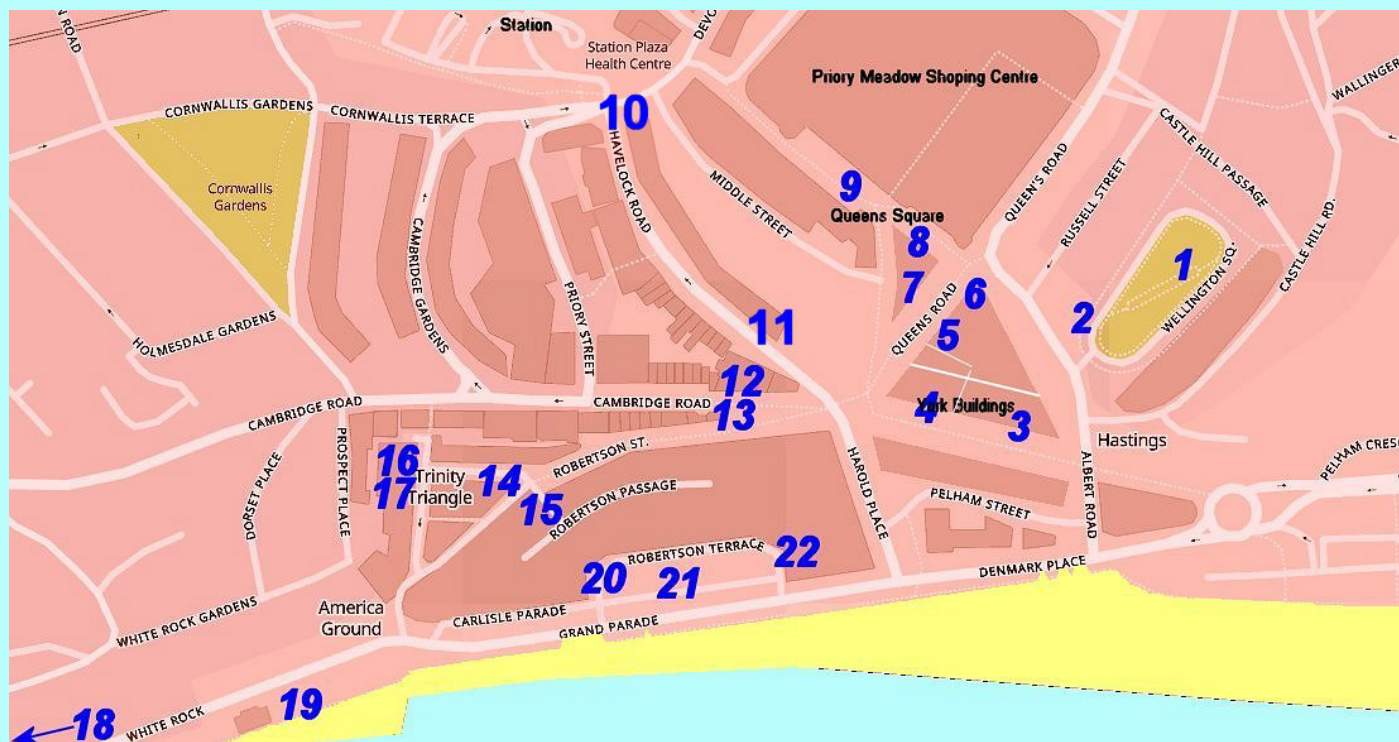 Station
N ROAD
Station Plaza
Health Centre
DEVO
Priory Meadow Shoping Centre
WALLINGER
CORNWALLIS GARDENS
CORNWALLIS TERRACE
10
CASTLE HILL PASSAGE
HAVELOCK ROAD
MIDDLE STREET
9
Queens Square
QUEEN'S ROAD
RUSSELL STREET
Cornwallis
Gardens
8
1
CASTLE HILL RD.
WELLINGTON SQ.
CAMBRIDGE GARDENS
7
6
2
PRIORY STREET
11
QUEENS ROAD
5
HOLMESDALE GARDENS
12
CAMBRIDGE ROAD
CAMBRIDGE ROAD
13
4
York Buildings
3
Hastings
ROBERTSON ST.
16
Trinity
Triangle
17
14
15
ROBERTSON PASSAGE
PROSPECT PLACE
DORSET PLACE
HAROLD PLACE
PELHAM STREET
ALBERT ROAD
PELHAM CRESC
ROBERTSON TERRACE
22
20
21
DENMARK PLACE
America
Ground
CARLISLE PARADE
GRAND PARADE
WHITE ROCK GARDENS
19
18
WHITE ROCK